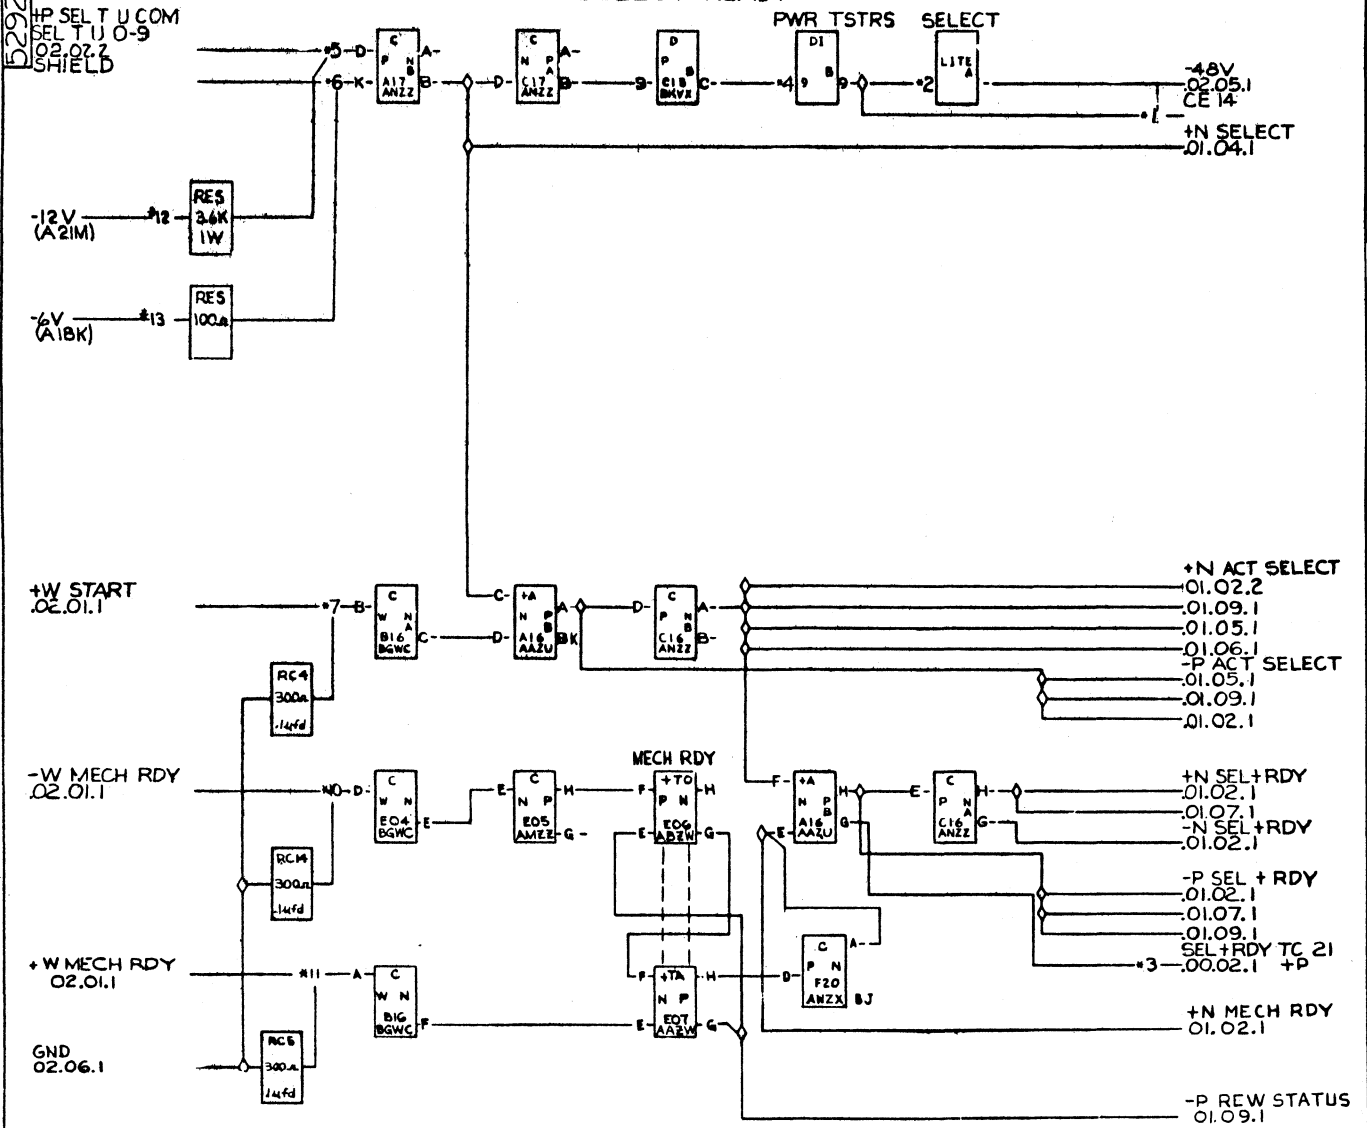 5292
+P SEL T U COM
SEL T U 0-9
02.02.2
SHIELD
*5 D
*6 K
C
P N
B
A17
ANZZ
A
B
D
C
N P
A
C17
ANZZ
A
B
9
D
P
B
C18
C
PWR TSTRS
*4 9
DI
B
9
SELECT
*2
LITE
A
-48V
02.05.1
CE 14
*1
+N SELECT
01.04.1
-12V
(A21M)
*12
RES
3.6K
1W
-6V
(A18K)
*13
RES
100Ω
+W START
02.01.1
*7 B
C
W N
A
B16
BGWC
C
C
D
+A
N P
B
A16
AAZU
A
BK
D
C
P N
B
C16
ANZZ
A
B
+N ACT SELECT
01.02.2
01.09.1
01.05.1
01.06.1
-P ACT SELECT
01.05.1
01.09.1
01.02.1
RC4
300Ω
.1µfd
-W MECH RDY
02.01.1
D
C
W N
E04
BGWC
E
E
C
N P
E05
AMZZ
H
G
MECH RDY
F
E
+TO
P N
E06
ABZW
H
G
F
E
+A
N P
B
A16
AAZU
H
G
E
C
P N
A
C16
ANZZ
H
G
+N SEL+RDY
01.02.1
01.07.1
-N SEL+RDY
01.02.1
RC14
300Ω
.1µfd
-P SEL + RDY
01.02.1
01.07.1
01.09.1
SEL+RDY TC 21
*3 00.02.1 +P
+W MECH RDY
02.01.1
*11 A
C
W N
B16
BGWC
F
F
E
+TA
N P
E07
AAZW
H
G
D
C
P N
F20
A
BJ
+N MECH RDY
01.02.1
GND
02.06.1
RC5
300Ω
.1µfd
-P REW STATUS
01.09.1